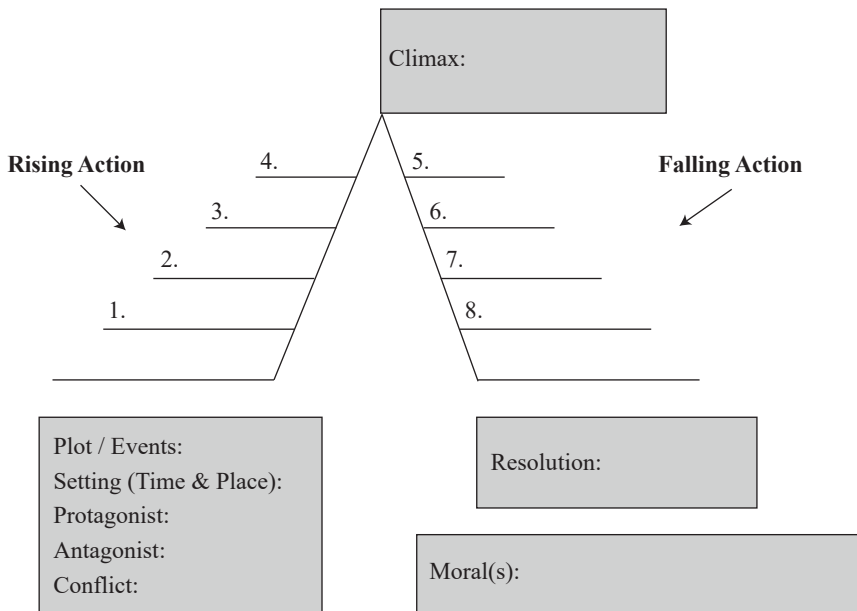 Climax:
Rising Action
4.
5.
Falling Action
3.
6.
2.
7.
1.
8.
Plot / Events:
Setting (Time & Place):
Protagonist:
Antagonist:
Conflict:
Resolution:
Moral(s):